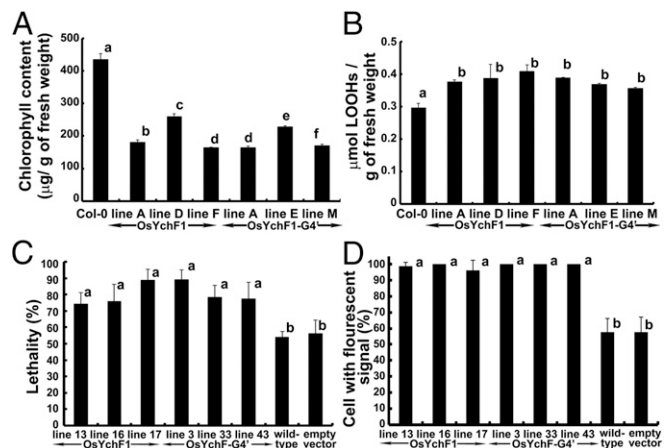 A
Chlorophyll content
(µg/ g of fresh weight)
500
400
300
200
100
0
a
b
c
d
d
e
f
Col-0 line A line D line F line A line E line M
OsYchF1 OsYchF1-G4'
B
µmol LOOHs /
g of fresh weight
0.5
0.4
0.3
0.2
0.1
0
a
b
b
b
b
b
b
Col-0 line A line D line F line A line E line M
OsYchF1 OsYchF1-G4'
C
Lethality (%)
100
90
80
70
60
50
40
30
20
10
0
a
a
a
a
a
a
b
b
line 13 line 16 line 17 line 3 line 33 line 43 wild- empty
OsYchF1 OsYchF-G4' type vector
D
Cell with flourescent
signal (%)
100
90
80
70
60
50
40
30
20
10
0
a
a
a
a
a
a
b
b
line 13 line 16 line 17 line 3 line 33 line 43 wild- empty
OsYchF1 OsYchF-G4' type vector